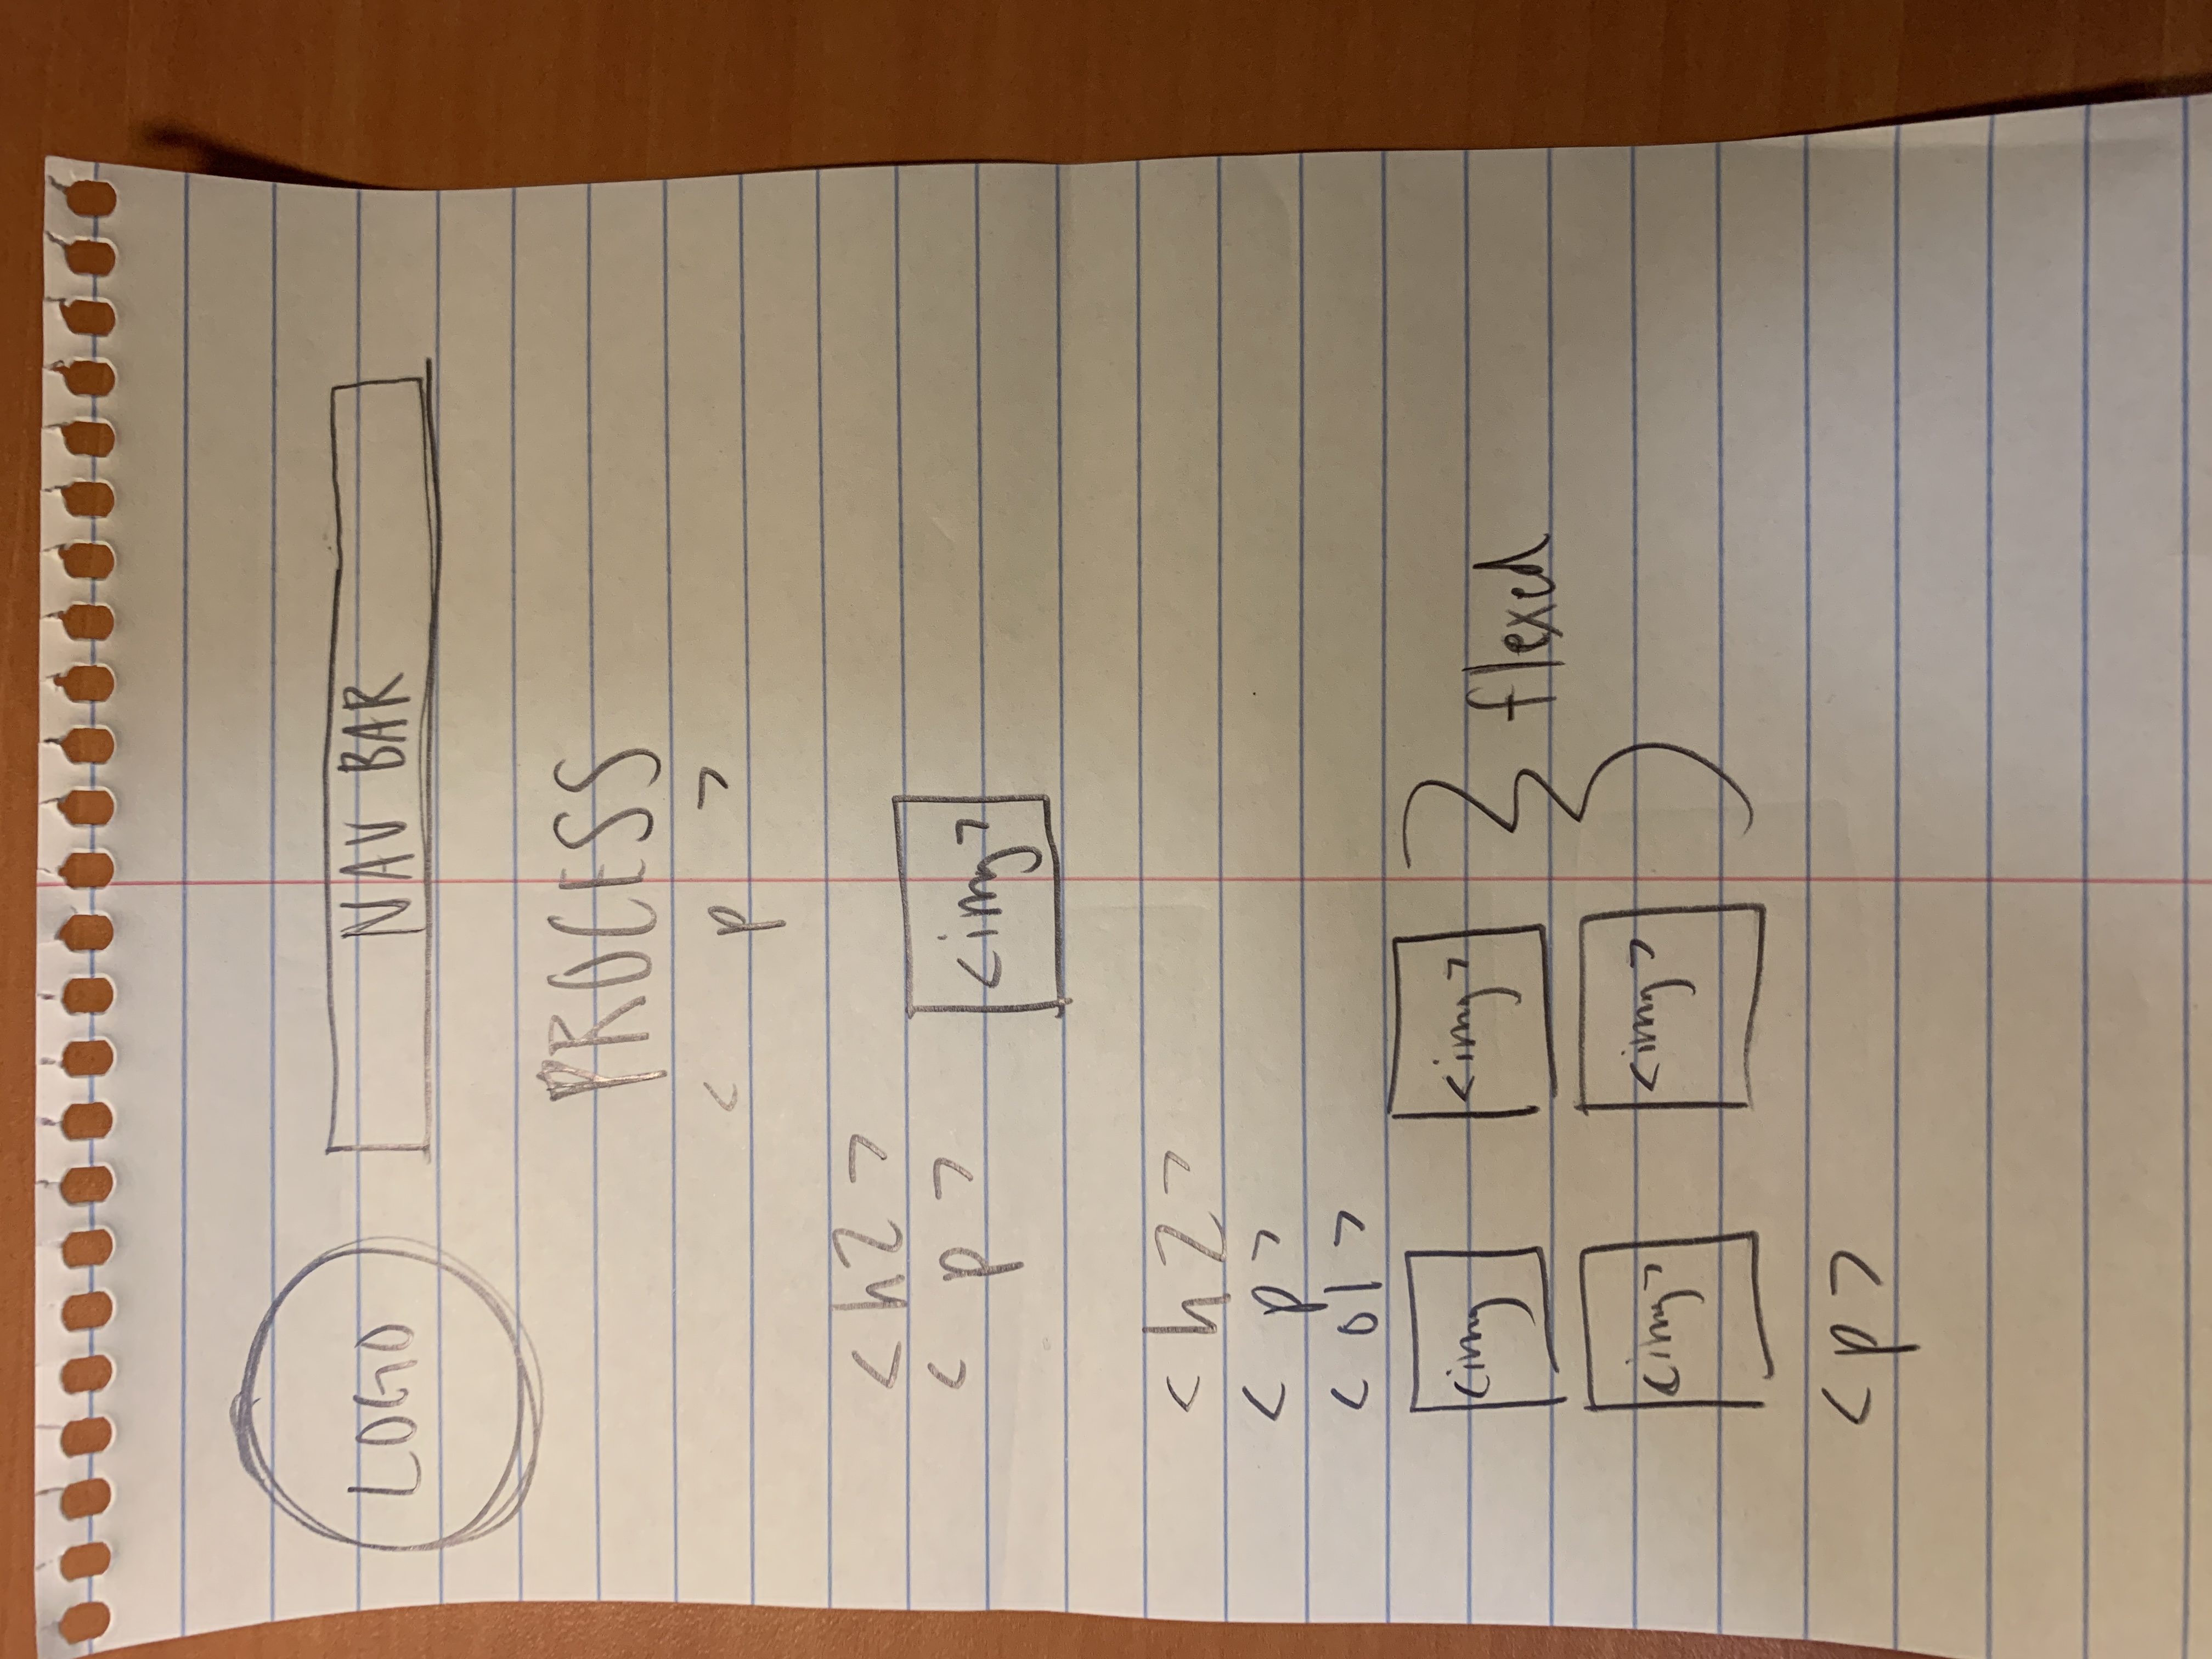 LOGO
NAV BAR
PROCESS
< p >
<h2>
< p >
<img>
<h2>
< p >
< ol >
<img
<img>
flexed
<img>
<img>
<p>